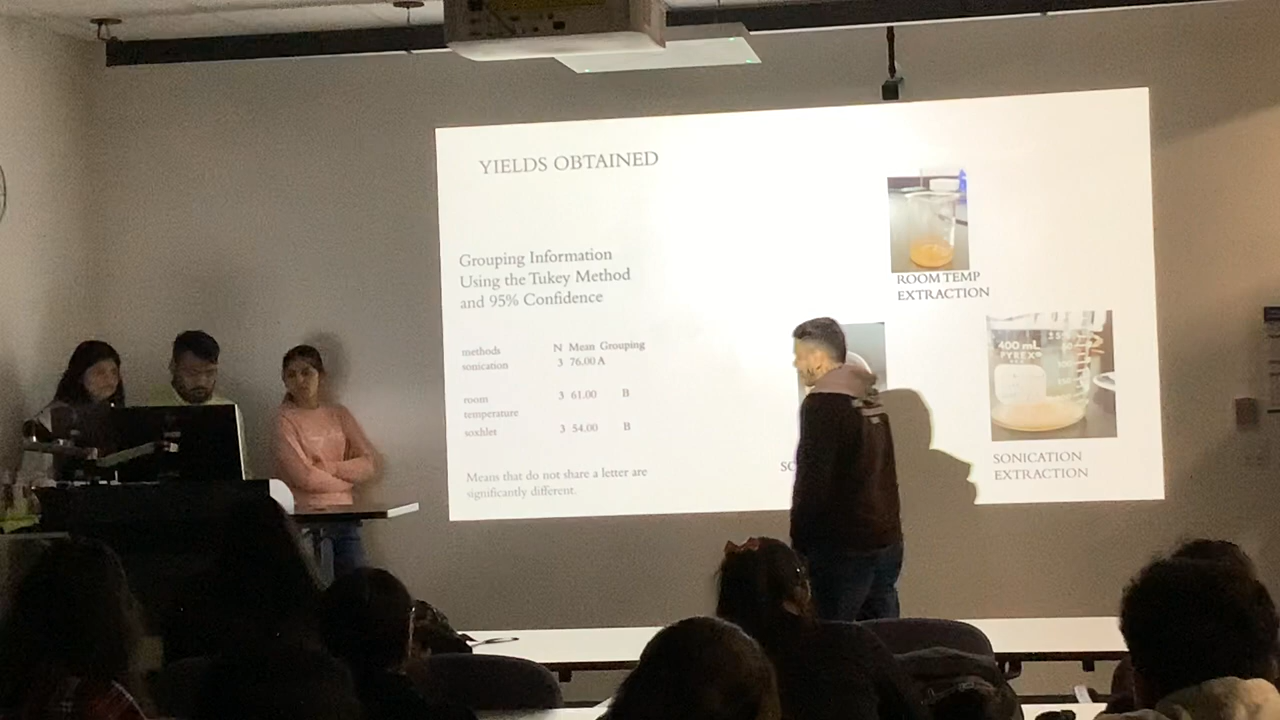 YIELDS OBTAINED
Grouping Information
Using the Tukey Method
and 95% Confidence
methods N Mean Grouping
sonication 3 76.00 A
room 3 61.00 B
temperature
soxhlet 3 54.00 B
Means that do not share a letter are
significantly different.
ROOM TEMP
EXTRACTION
400 mL
PYREX®
SONICATION
EXTRACTION